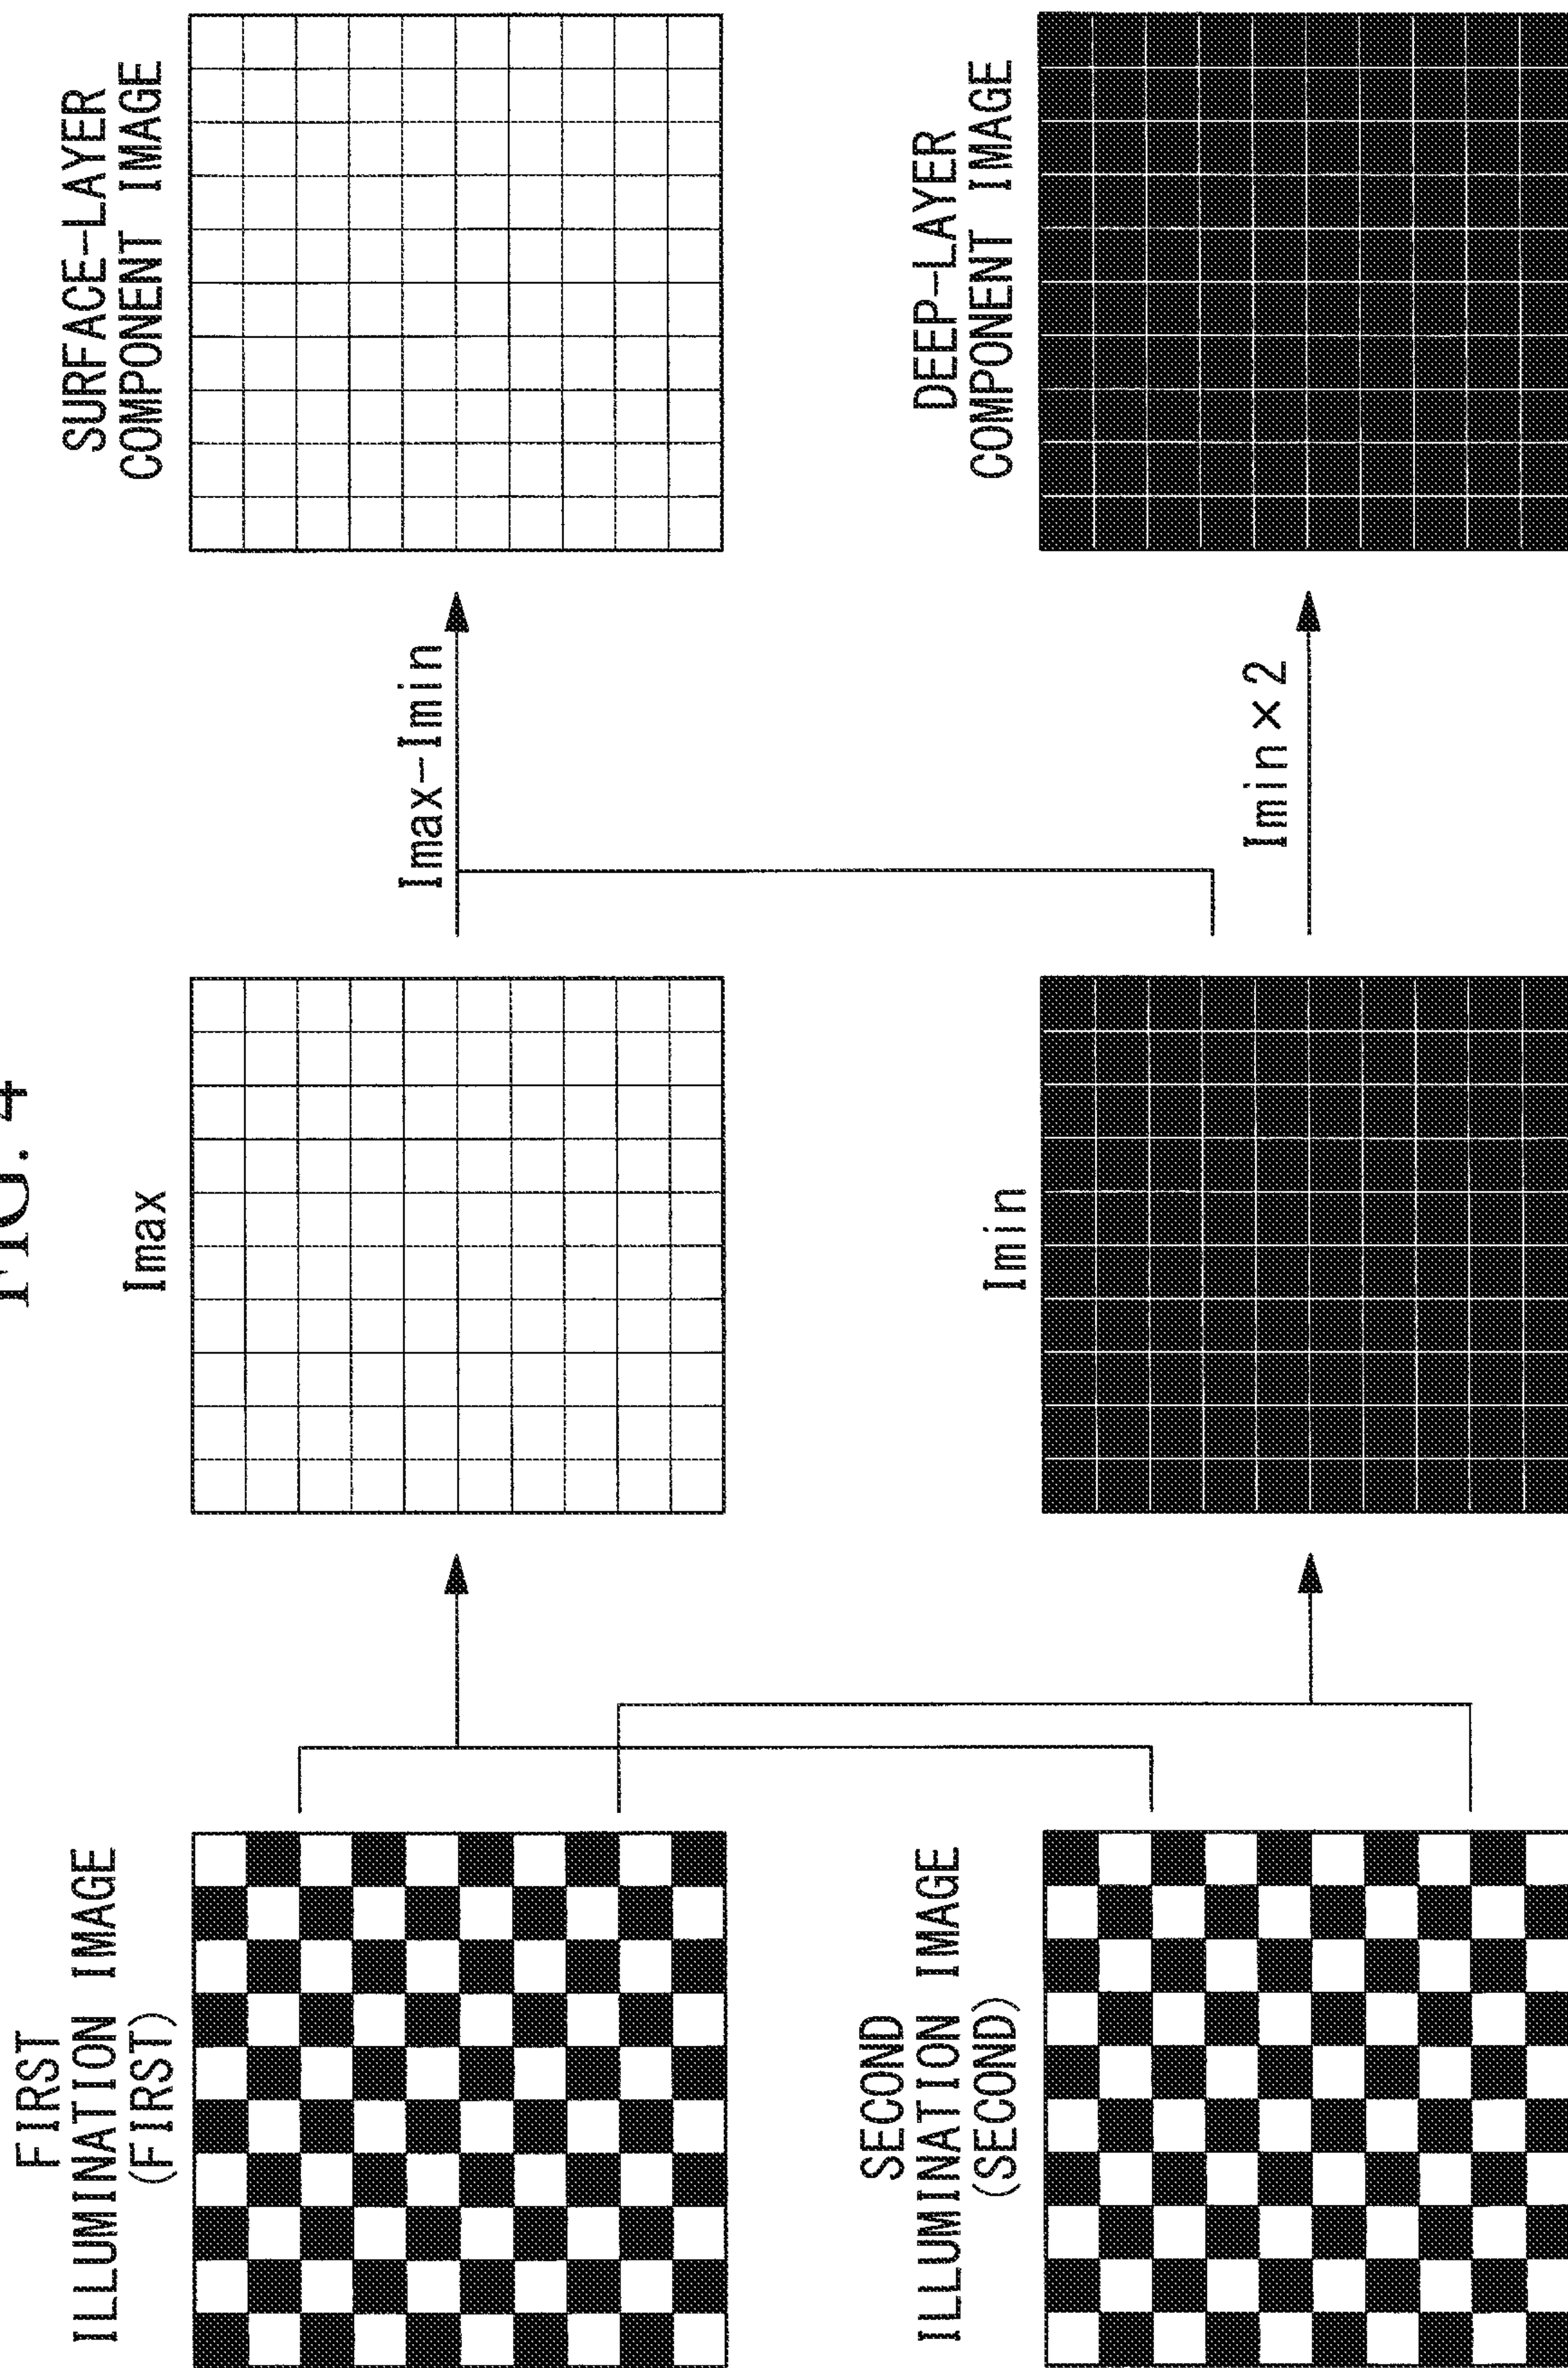 FIG. 4
FIRST
ILLUMINATION IMAGE
(FIRST)
Imax
Imax-Imin
SURFACE-LAYER
COMPONENT IMAGE
SECOND
ILLUMINATION IMAGE
(SECOND)
Imin
Imin×2
DEEP-LAYER
COMPONENT IMAGE